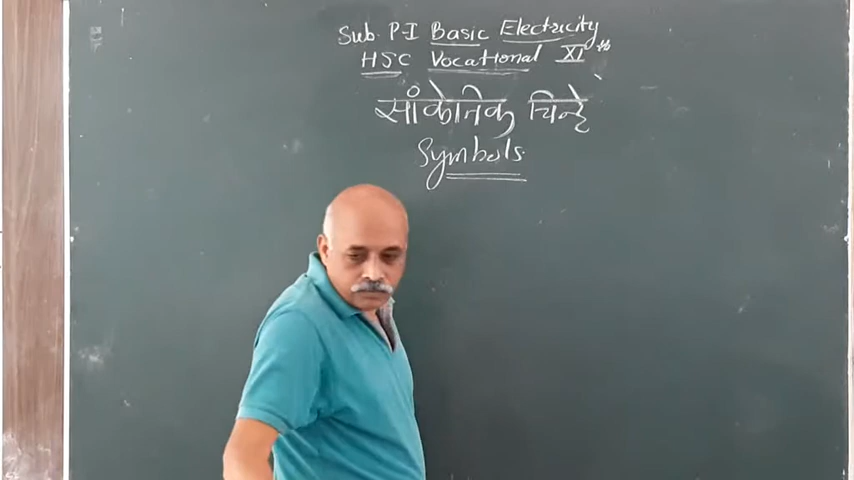 Sub. P-I Basic Electricity
HSC Vocational XIth
सांकेतिक चिन्हे
Symbols.